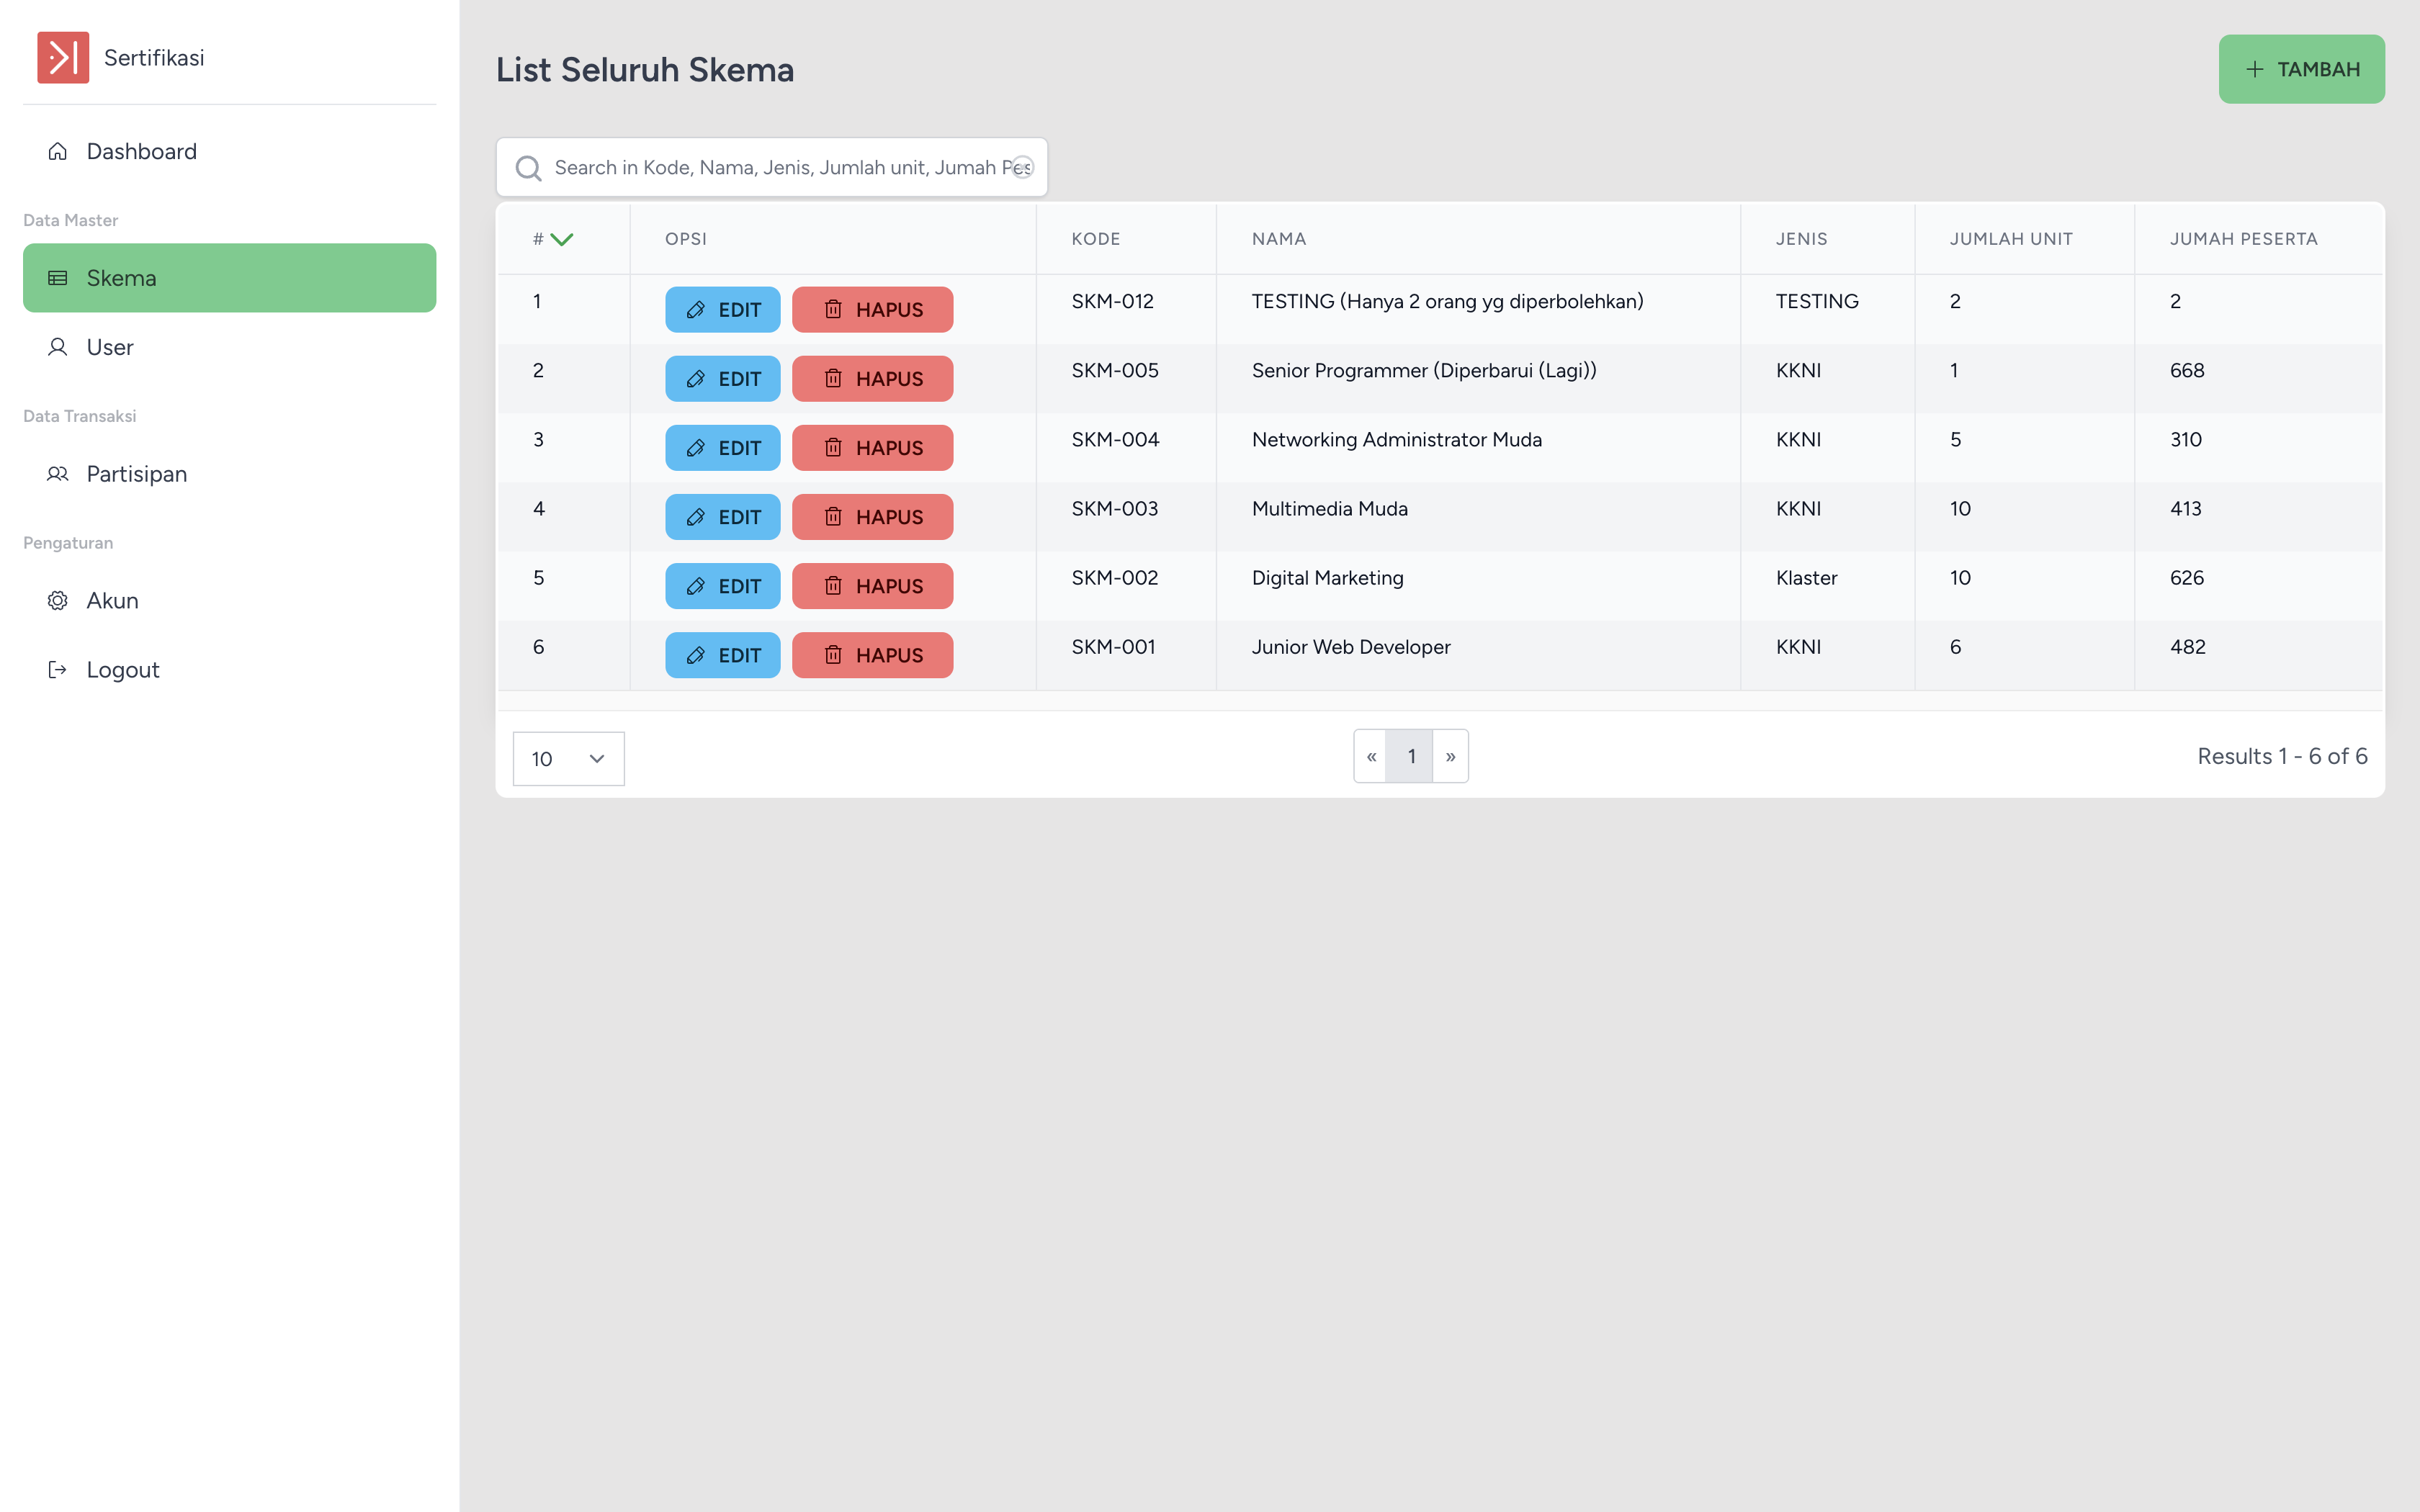 Sertifikasi
Dashboard
Data Master
Skema
User
Data Transaksi
Partisipan
Pengaturan
Akun
Logout
List Seluruh Skema
+ TAMBAH
Search in Kode, Nama, Jenis, Jumlah unit, Jumah Pes
# OPSI KODE NAMA JENIS JUMLAH UNIT JUMAH PESERTA
1 EDIT HAPUS SKM-012 TESTING (Hanya 2 orang yg diperbolehkan) TESTING 2 2
2 EDIT HAPUS SKM-005 Senior Programmer (Diperbarui (Lagi)) KKNI 1 668
3 EDIT HAPUS SKM-004 Networking Administrator Muda KKNI 5 310
4 EDIT HAPUS SKM-003 Multimedia Muda KKNI 10 413
5 EDIT HAPUS SKM-002 Digital Marketing Klaster 10 626
6 EDIT HAPUS SKM-001 Junior Web Developer KKNI 6 482
10 « 1 » Results 1 - 6 of 6